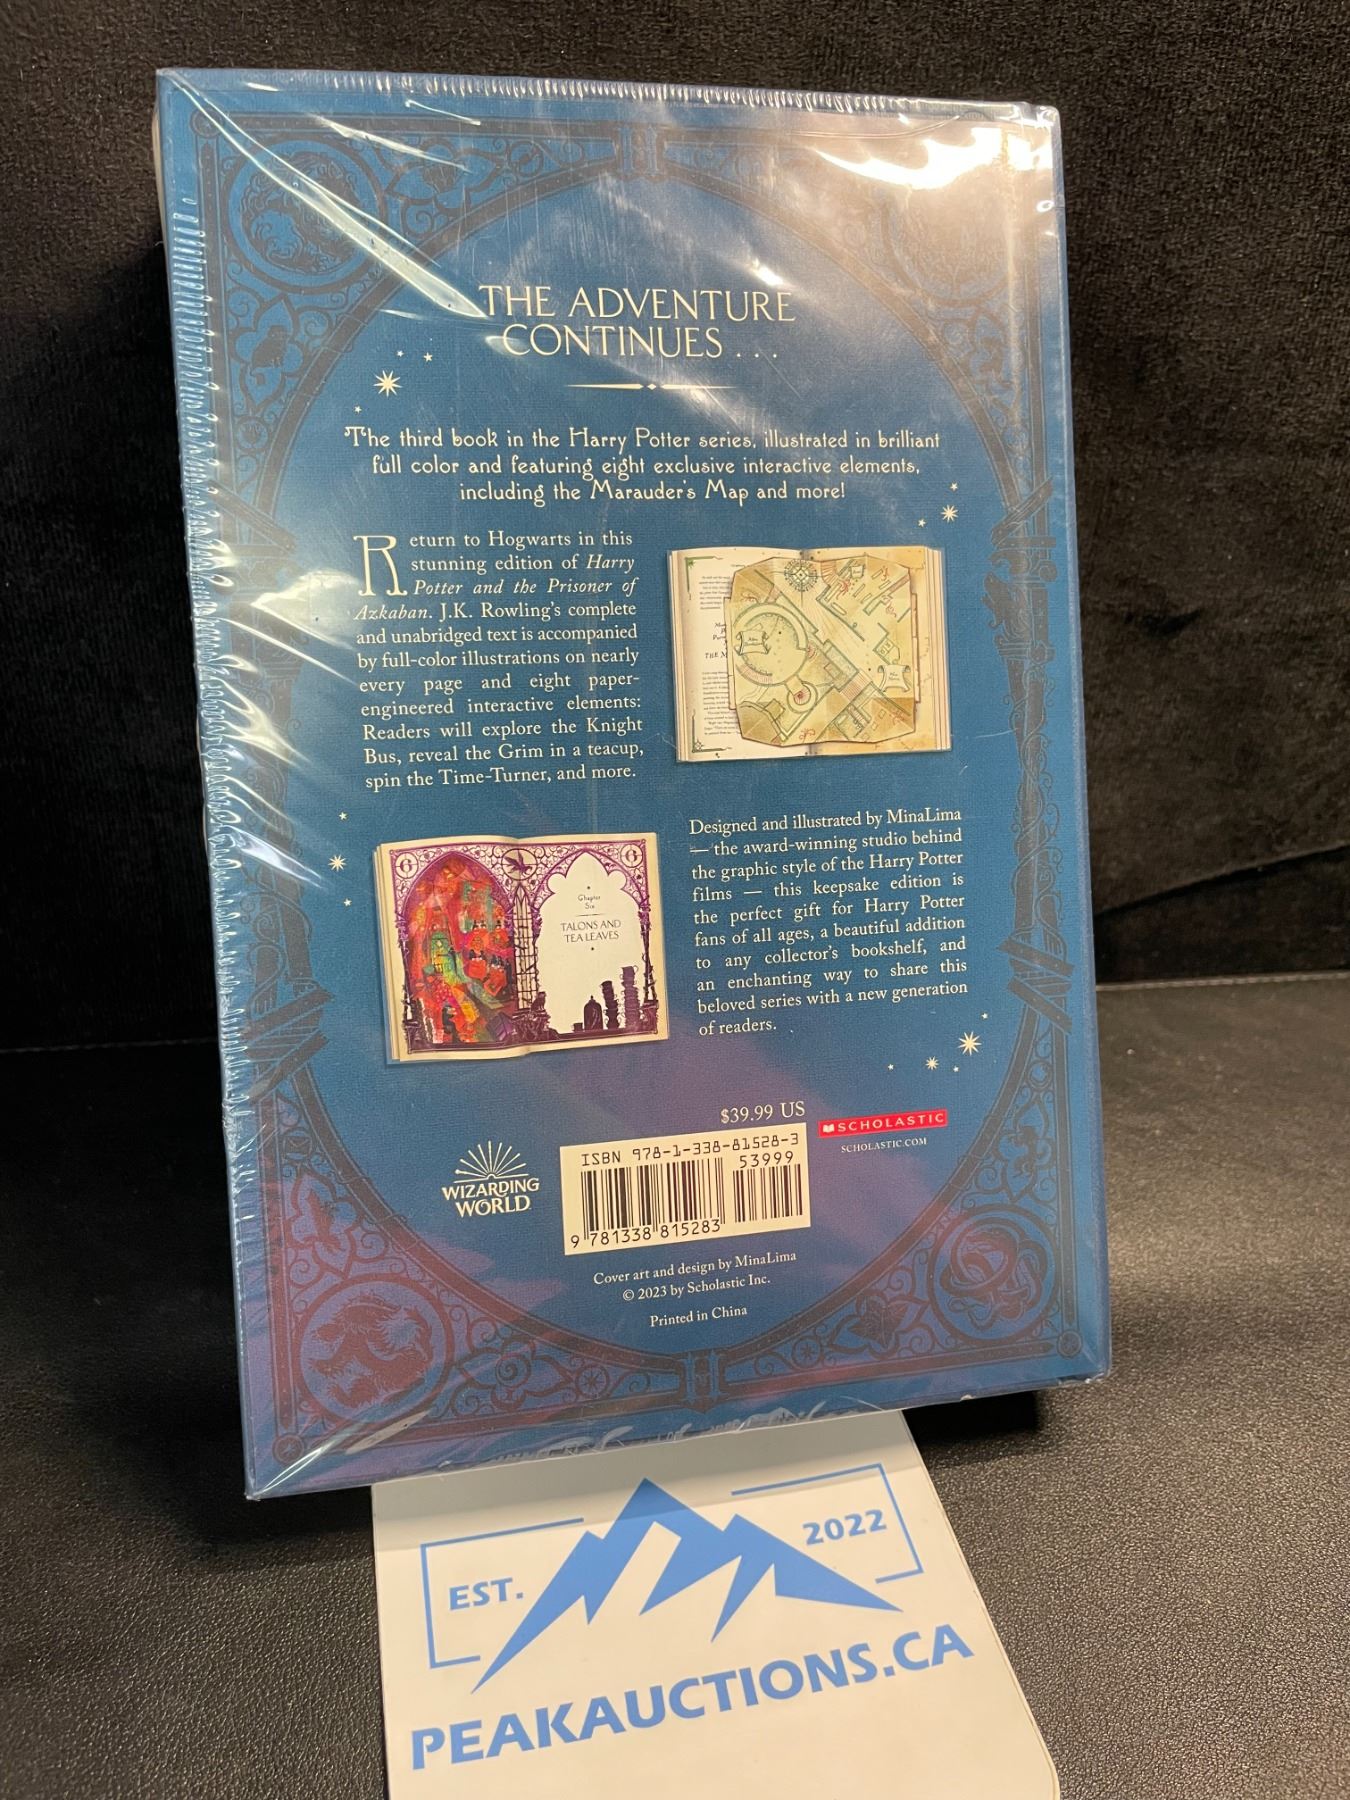 THE ADVENTURE
CONTINUES . . .
The third book in the Harry Potter series, illustrated in brilliant
full color and featuring eight exclusive interactive elements,
including the Marauder's Map and more!
Return to Hogwarts in this
stunning edition of Harry
Potter and the Prisoner of
Azkaban. J.K. Rowling's complete
and unabridged text is accompanied
by full-color illustrations on nearly
every page and eight paper-
engineered interactive elements:
Readers will explore the Knight
Bus, reveal the Grim in a teacup,
spin the Time-Turner, and more.
THE M
6
6
Chapter
Six
TALONS AND
TEA LEAVES
Designed and illustrated by MinaLima
— the award-winning studio behind
the graphic style of the Harry Potter
films — this keepsake edition is
the perfect gift for Harry Potter
fans of all ages, a beautiful addition
to any collector's bookshelf, and
an enchanting way to share this
beloved series with a new generation
of readers.
$39.99 US
SCHOLASTIC
SCHOLASTIC.COM
WIZARDING
WORLD
ISBN 978-1-338-81528-3
53999
9 781338 815283
Cover art and design by MinaLima
© 2023 by Scholastic Inc.
Printed in China
EST.
2022
PEAKAUCTIONS.CA